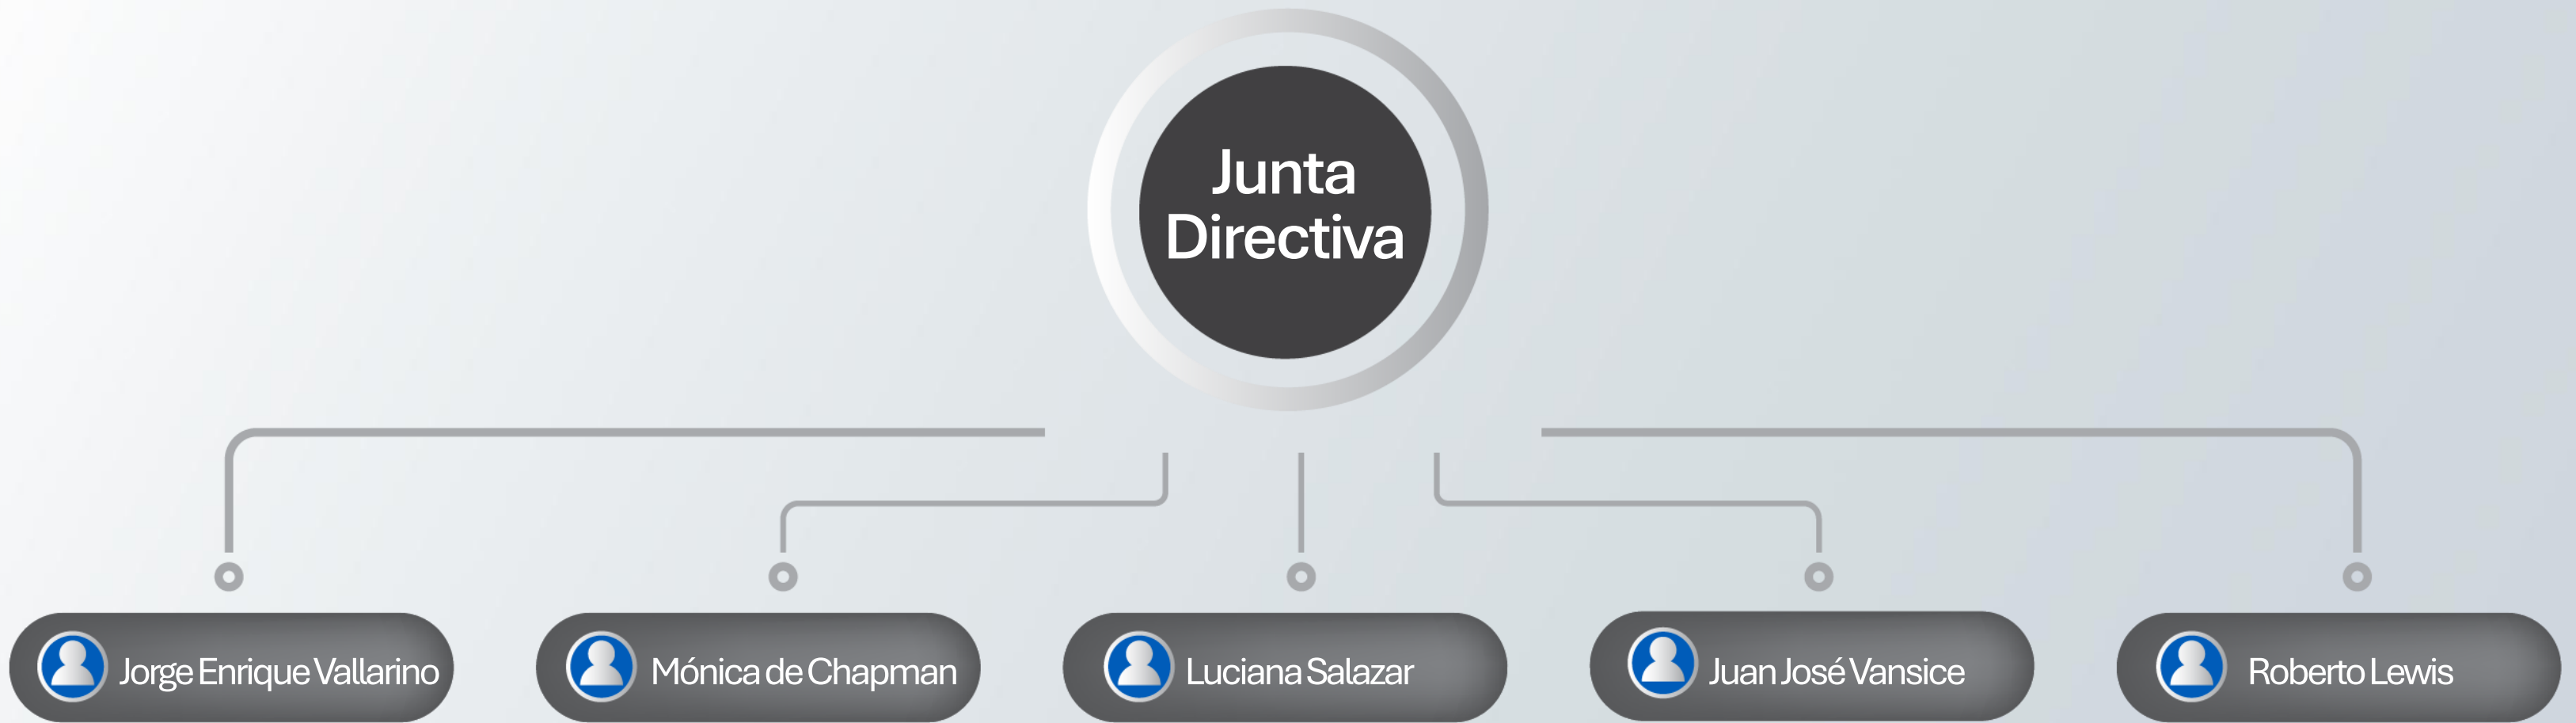 Junta
Directiva
Jorge Enrique Vallarino
Mónica de Chapman
Luciana Salazar
Juan José Vansice
Roberto Lewis